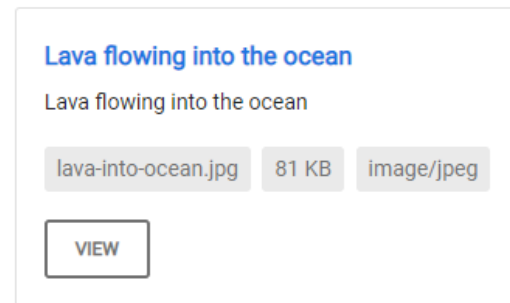 Lava flowing into the ocean
Lava flowing into the ocean
lava-into-ocean.jpg 81 KB image/jpeg
VIEW